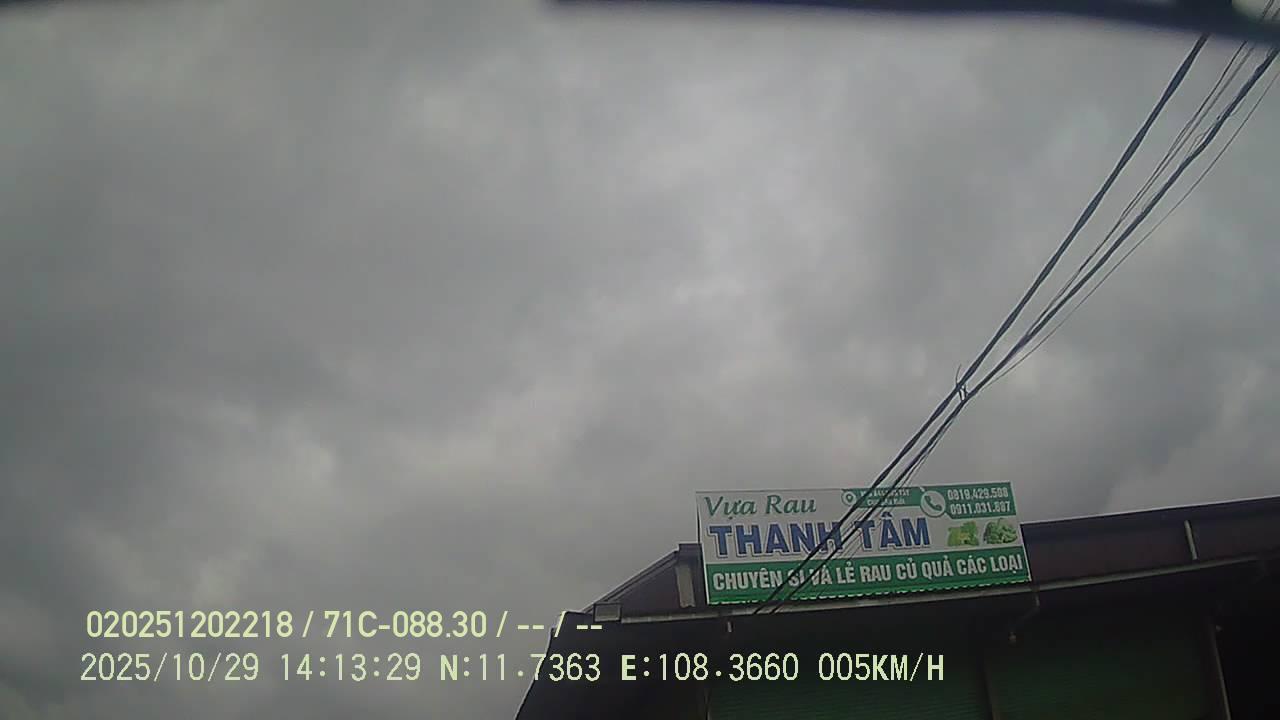 Vựa Rau
0819.429.508
0911.031.807
THANH TÂM
CHUYÊN SỈ VÀ LẺ RAU CỦ QUẢ CÁC LOẠI
020251202218 / 71C-088.30 / -- / --
2025/10/29 14:13:29 N:11.7363 E:108.3660 005KM/H